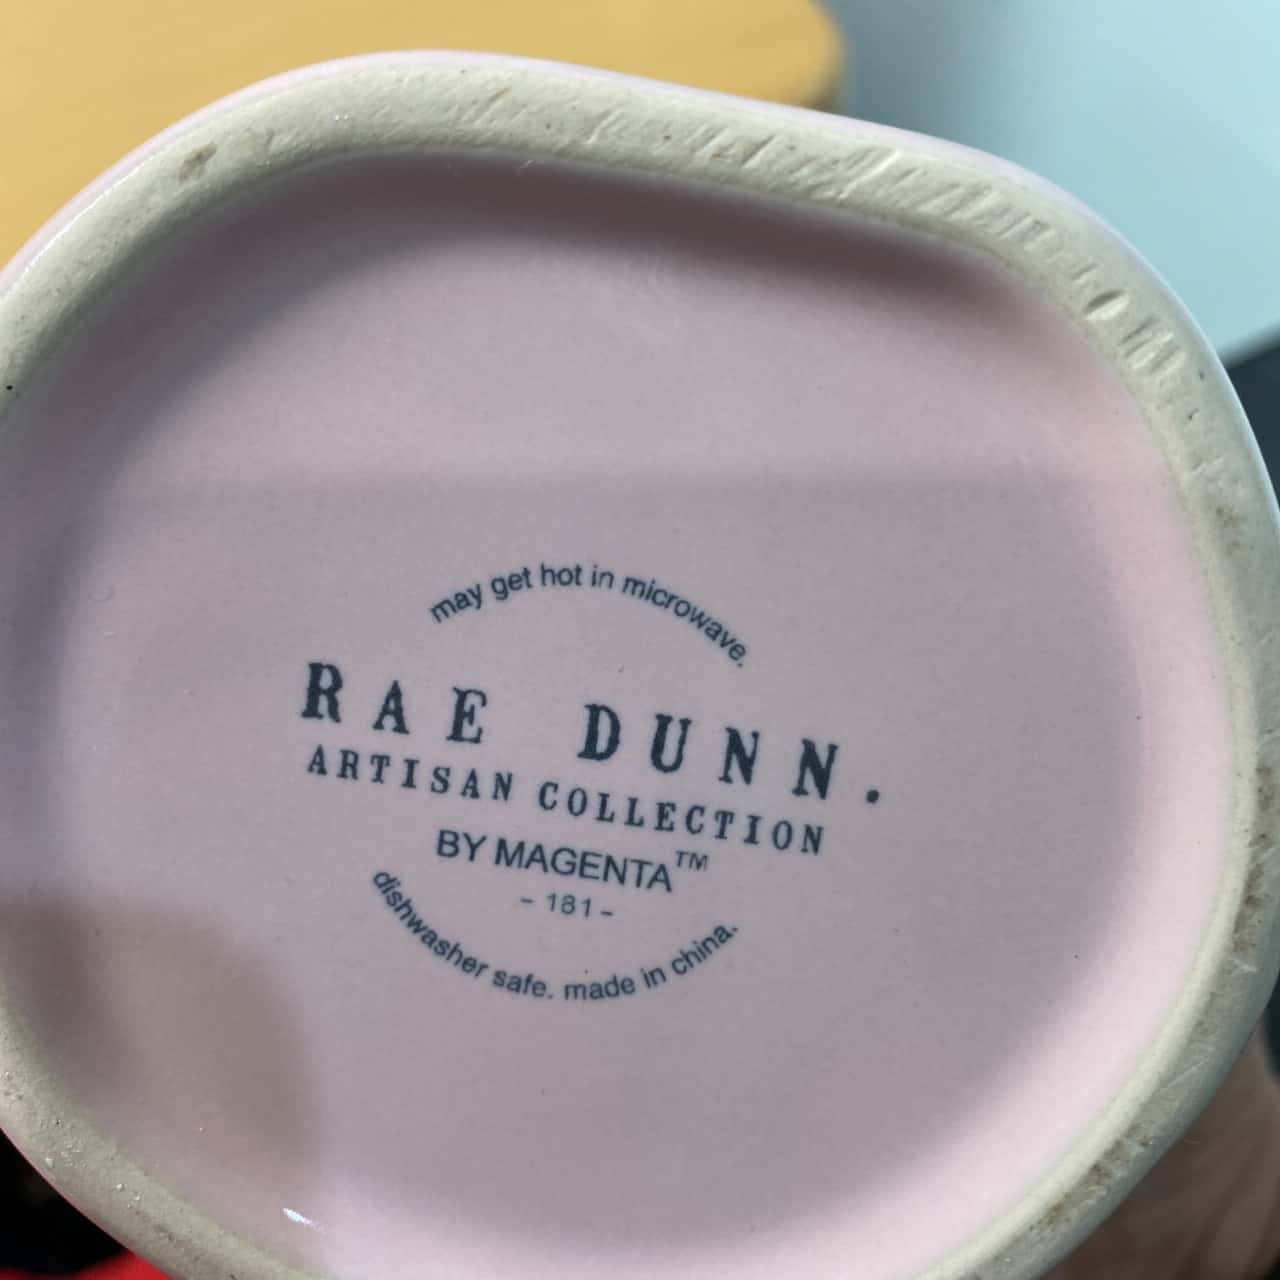 may get hot in microwave.
RAE DUNN.
ARTISAN COLLECTION
BY MAGENTA™
- 181 -
dishwasher safe. made in china.